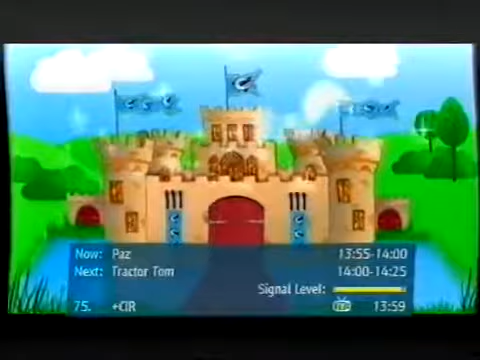 Now: Paz 13:55-14:00
Next: Tractor Tom 14:00-14:25
Signal Level:
75. +CIR 13:59